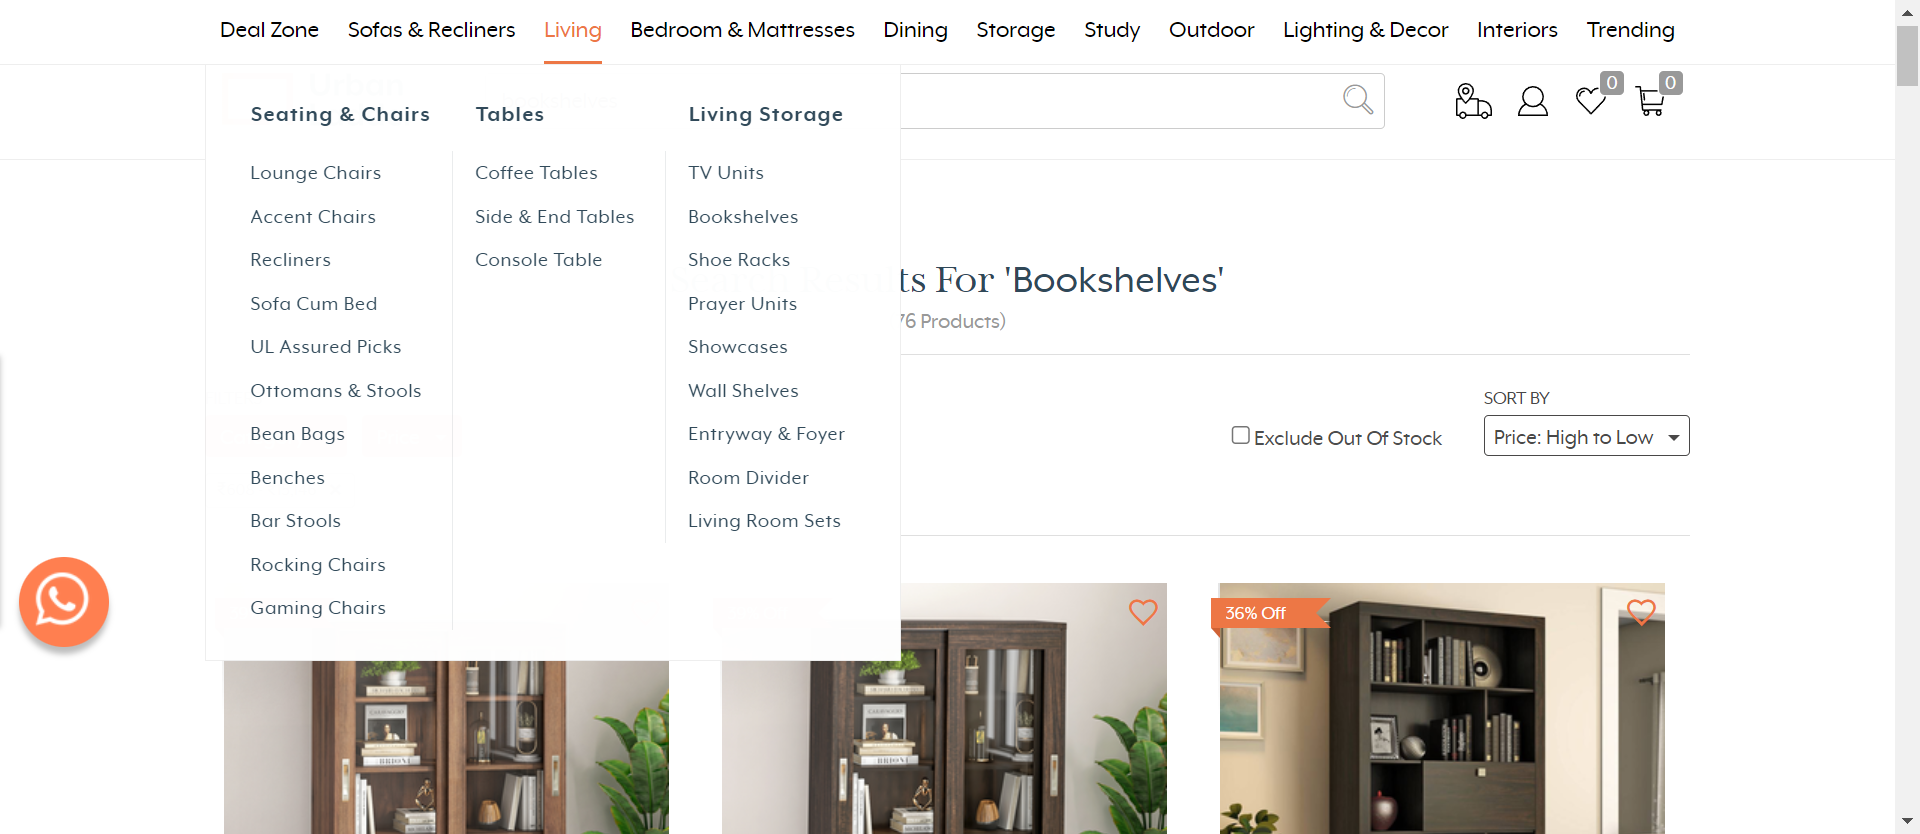 Deal Zone Sofas & Recliners Living Bedroom & Mattresses Dining Storage Study Outdoor Lighting & Decor Interiors Trending
0 0
Seating & Chairs
Lounge Chairs
Accent Chairs
Recliners
Sofa Cum Bed
UL Assured Picks
Ottomans & Stools
Bean Bags
Benches
Bar Stools
Rocking Chairs
Gaming Chairs
Tables
Coffee Tables
Side & End Tables
Console Table
Living Storage
TV Units
Bookshelves
Shoe Racks
Prayer Units
Showcases
Wall Shelves
Entryway & Foyer
Room Divider
Living Room Sets
For 'Bookshelves'
76 Products)
SORT BY
Exclude Out Of Stock
Price: High to Low
36% Off